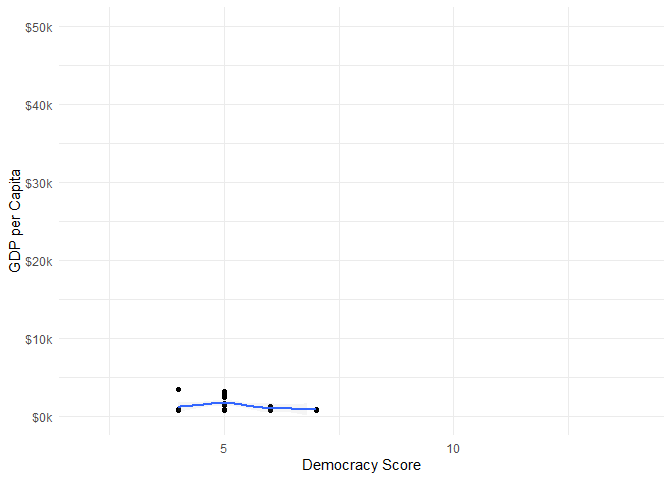 $50k
$40k
$30k
$20k
$10k
$0k
GDP per Capita
5 10
Democracy Score